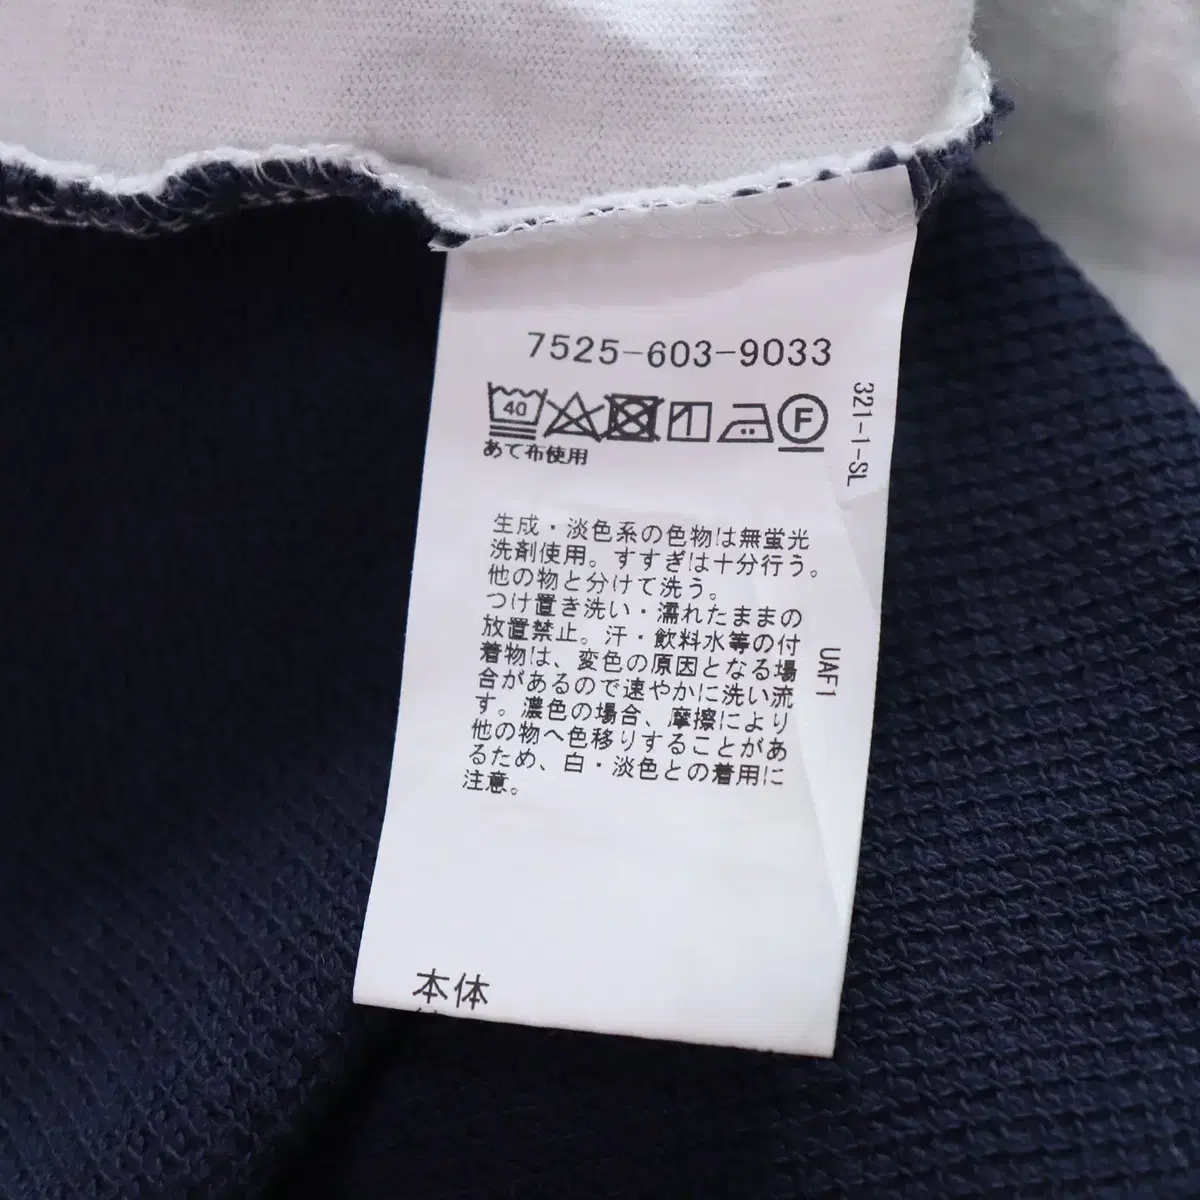 7525-603-9033
40
F
あて布使用
321-1-SL
生成・淡色系の色物は無蛍光
洗剤使用。すすぎは十分行う。
他の物と分けて洗う。
つけ置き洗い・濡れたままの
放置禁止。汗・飲料水等の付
着物は、変色の原因となる場
合があるので速やかに洗い流
す。濃色の場合、摩擦により
他の物へ色移りすることがあ
るため、白・淡色との着用に
注意。
UAF1
本体